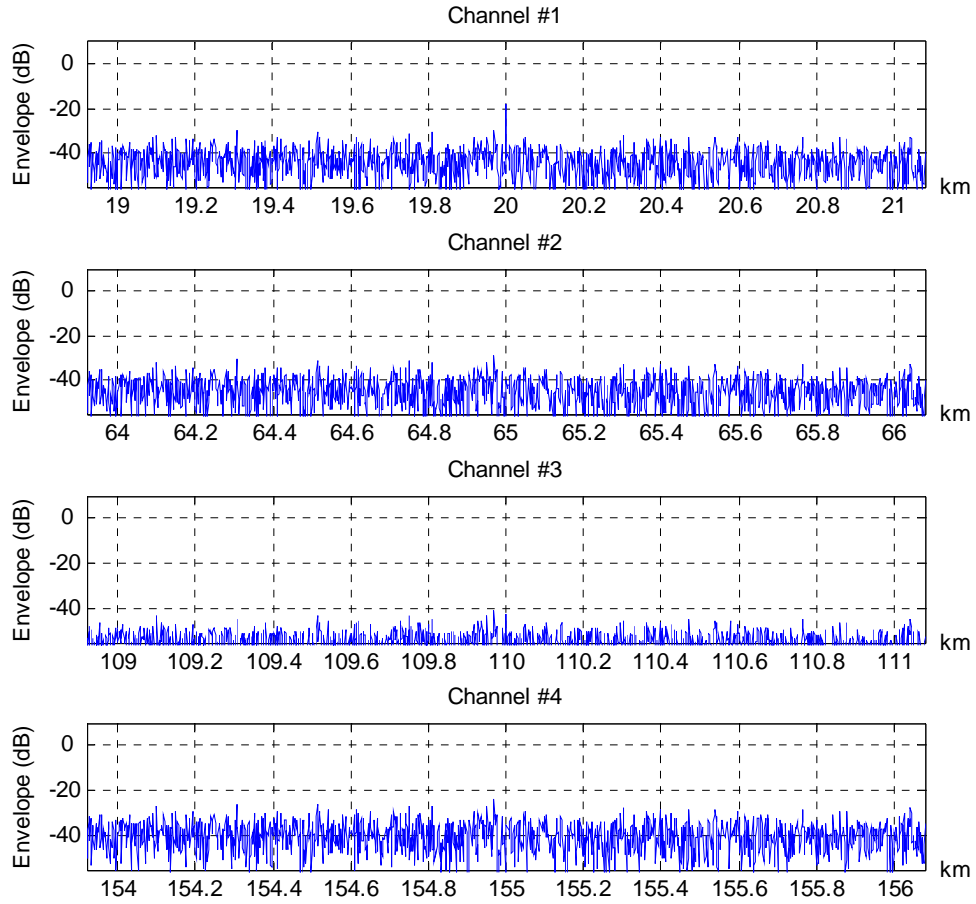 Channel #1
Envelope (dB)
0
-20
-40
19 19.2 19.4 19.6 19.8 20 20.2 20.4 20.6 20.8 21 km
Channel #2
Envelope (dB)
0
-20
-40
64 64.2 64.4 64.6 64.8 65 65.2 65.4 65.6 65.8 66 km
Channel #3
Envelope (dB)
0
-20
-40
109 109.2 109.4 109.6 109.8 110 110.2 110.4 110.6 110.8 111 km
Channel #4
Envelope (dB)
0
-20
-40
154 154.2 154.4 154.6 154.8 155 155.2 155.4 155.6 155.8 156 km